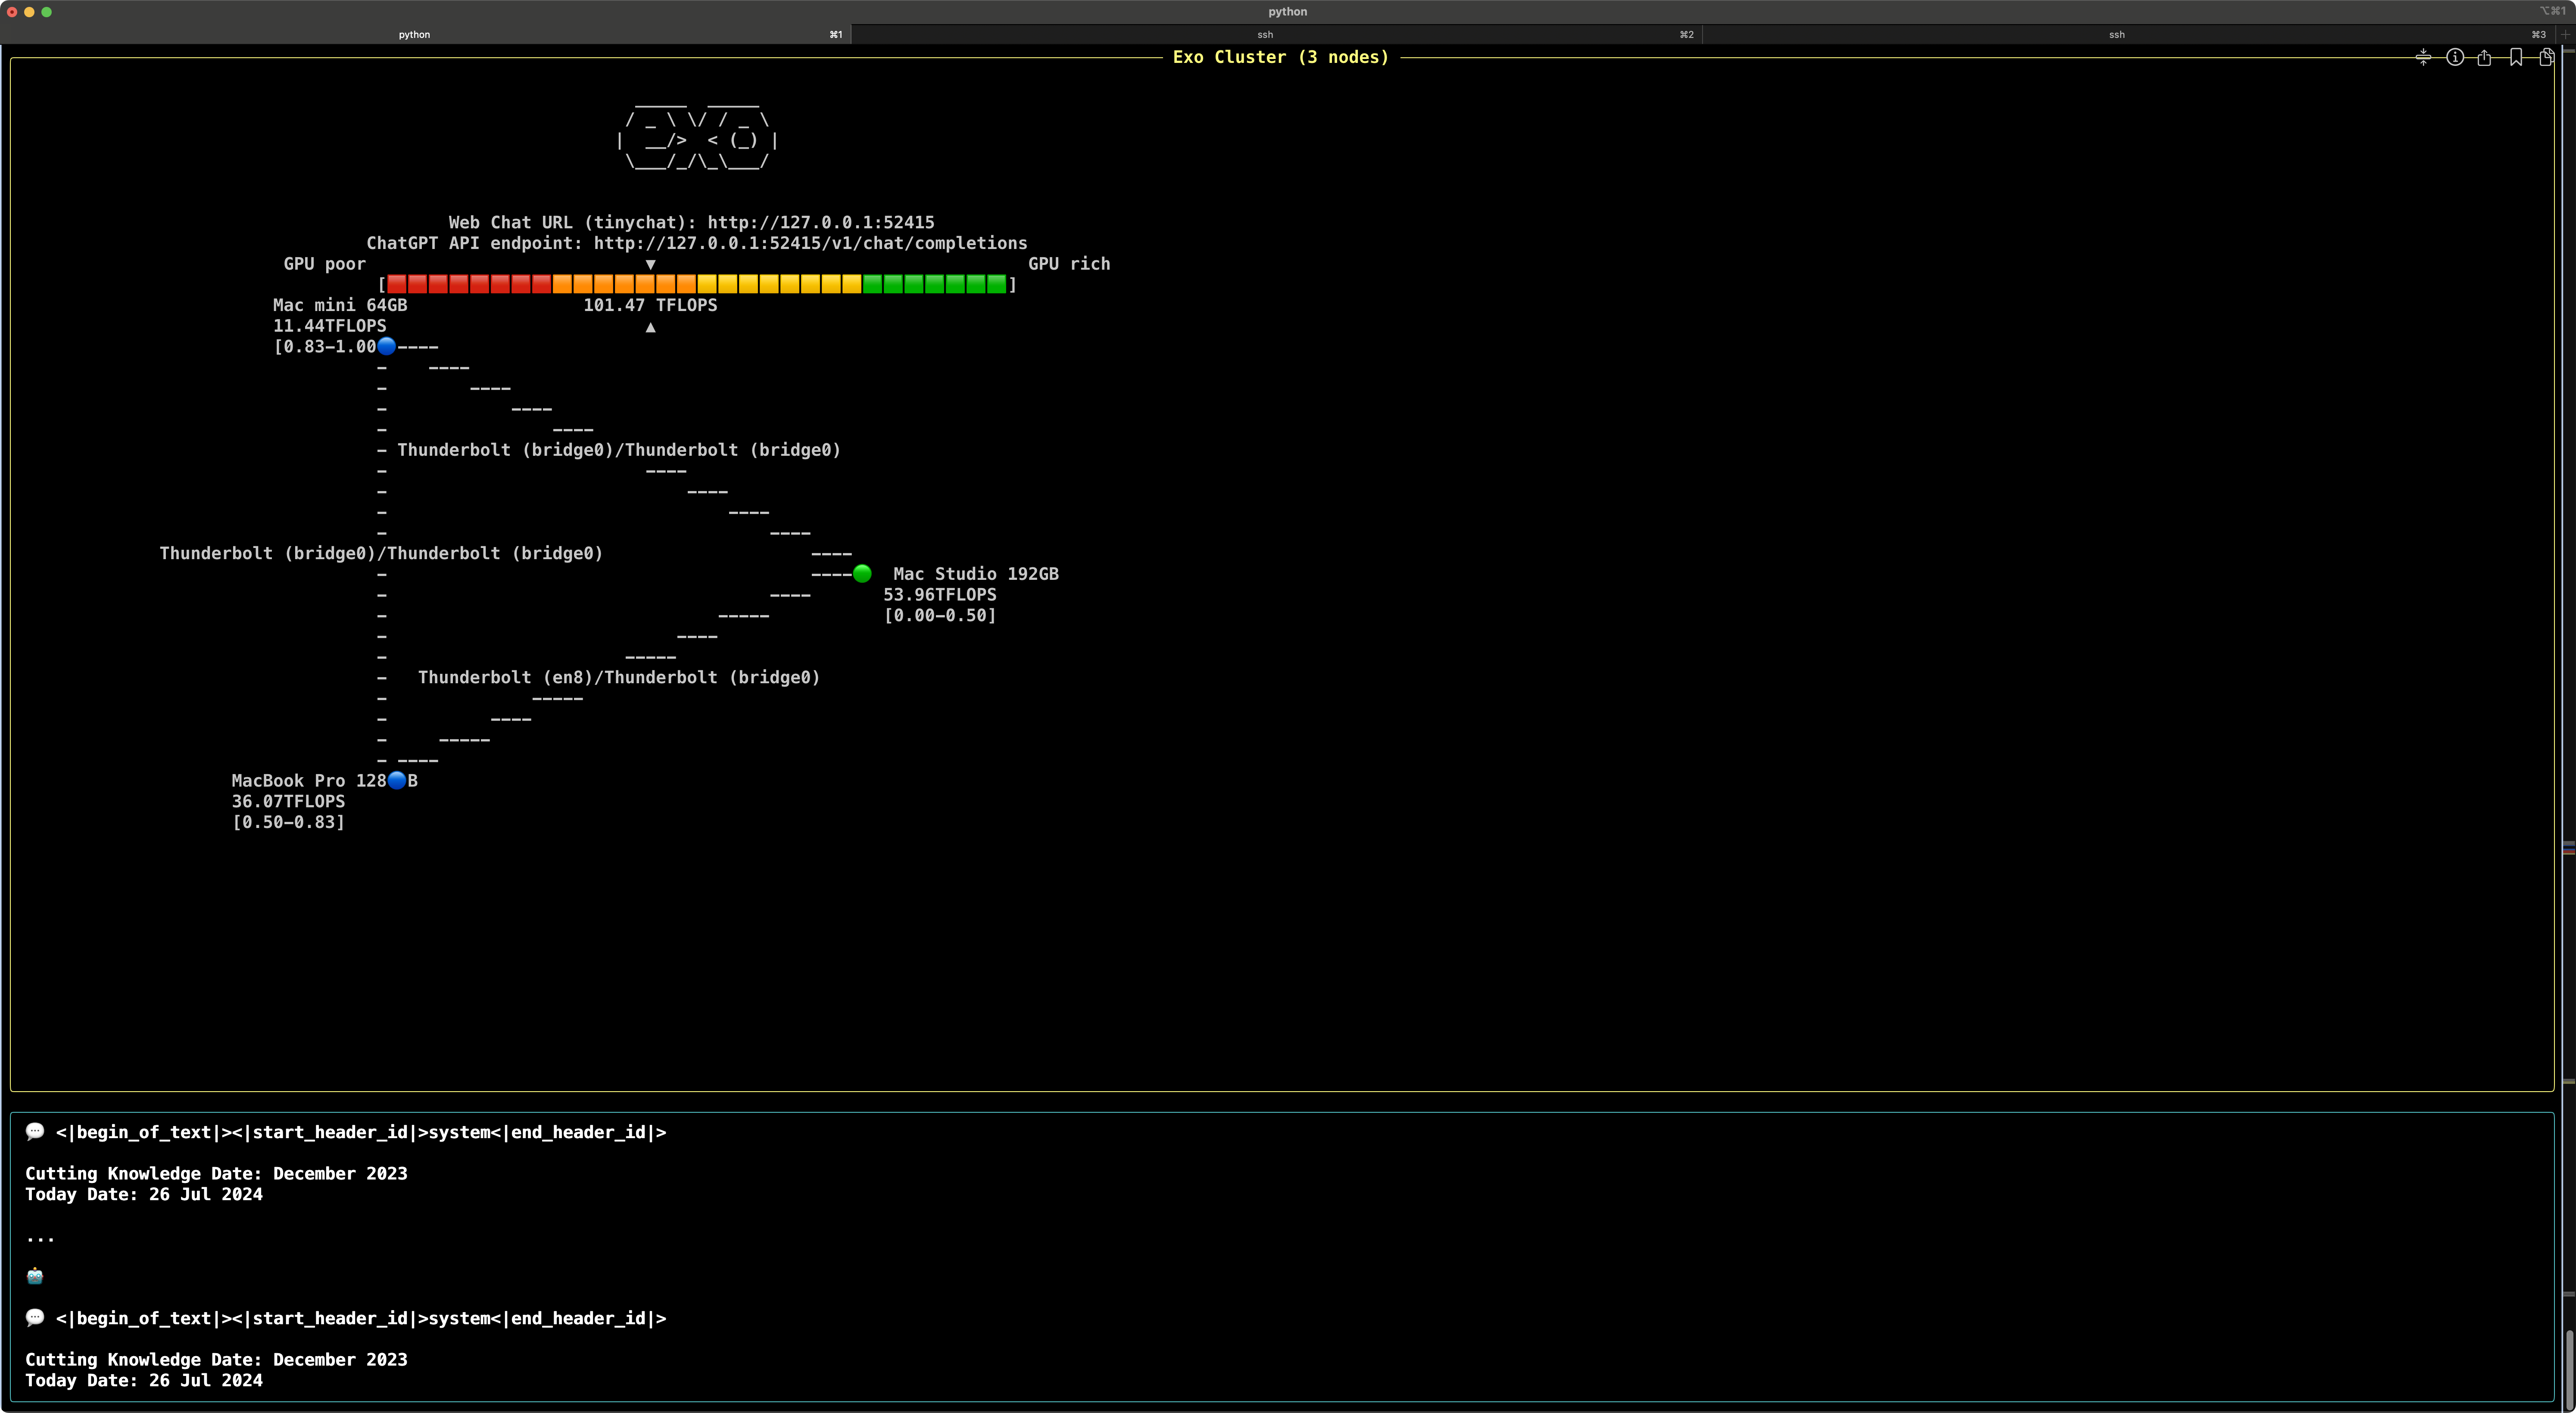 python
⌥⌘1
python ⌘1
ssh ⌘2
ssh ⌘3
Exo Cluster (3 nodes)
exo
Web Chat URL (tinychat): http://127.0.0.1:52415
ChatGPT API endpoint: http://127.0.0.1:52415/v1/chat/completions
GPU poor ▼ GPU rich
[ ]
Mac mini 64GB 101.47 TFLOPS
11.44TFLOPS ▲
[0.83-1.00
Thunderbolt (bridge0)/Thunderbolt (bridge0)
Thunderbolt (bridge0)/Thunderbolt (bridge0)
Mac Studio 192GB
53.96TFLOPS
[0.00-0.50]
Thunderbolt (en8)/Thunderbolt (bridge0)
MacBook Pro 128 B
36.07TFLOPS
[0.50-0.83]
💬 <|begin_of_text|><|start_header_id|>system<|end_header_id|>
Cutting Knowledge Date: December 2023
Today Date: 26 Jul 2024
...
🤖
💬 <|begin_of_text|><|start_header_id|>system<|end_header_id|>
Cutting Knowledge Date: December 2023
Today Date: 26 Jul 2024